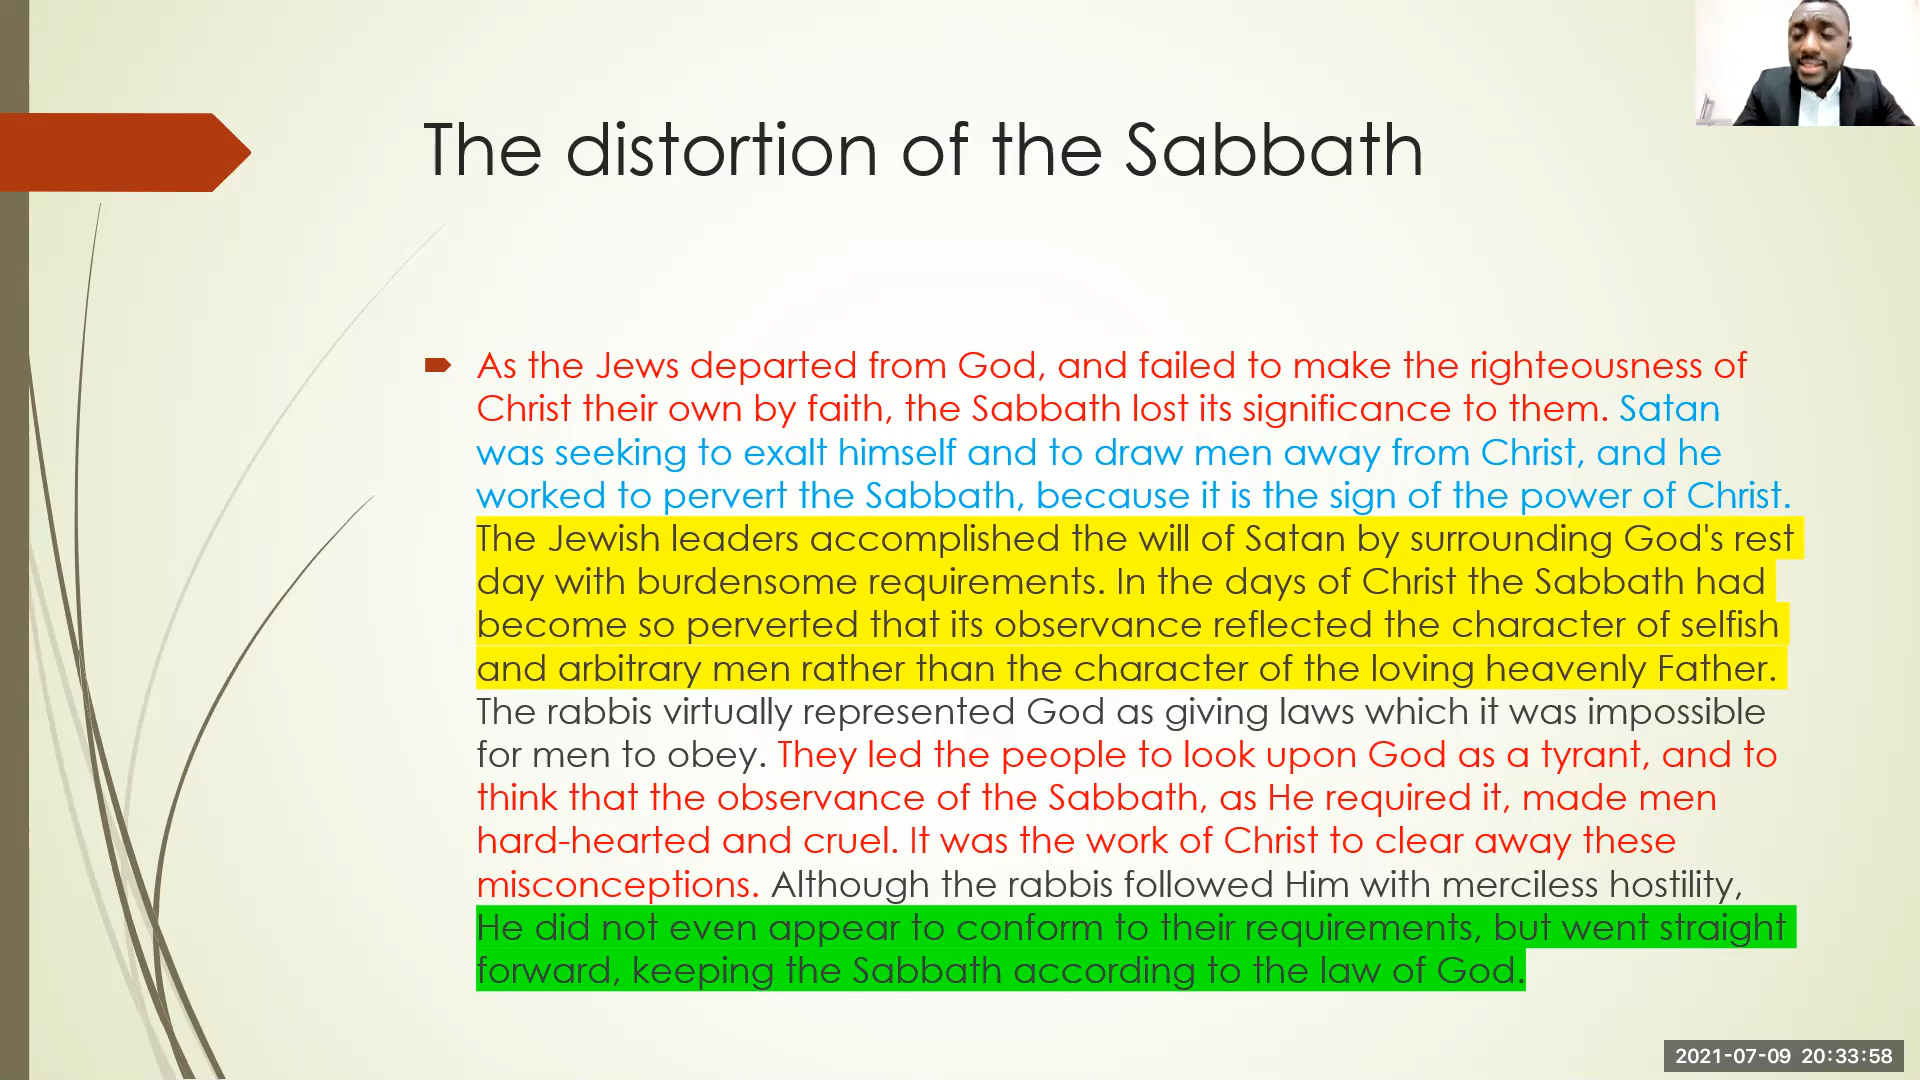 The distortion of the Sabbath
As the Jews departed from God, and failed to make the righteousness of
Christ their own by faith, the Sabbath lost its significance to them. Satan
was seeking to exalt himself and to draw men away from Christ, and he
worked to pervert the Sabbath, because it is the sign of the power of Christ.
The Jewish leaders accomplished the will of Satan by surrounding God's rest
day with burdensome requirements. In the days of Christ the Sabbath had
become so perverted that its observance reflected the character of selfish
and arbitrary men rather than the character of the loving heavenly Father.
The rabbis virtually represented God as giving laws which it was impossible
for men to obey. They led the people to look upon God as a tyrant, and to
think that the observance of the Sabbath, as He required it, made men
hard-hearted and cruel. It was the work of Christ to clear away these
misconceptions. Although the rabbis followed Him with merciless hostility,
He did not even appear to conform to their requirements, but went straight
forward, keeping the Sabbath according to the law of God.
2021-07-09 20:33:58